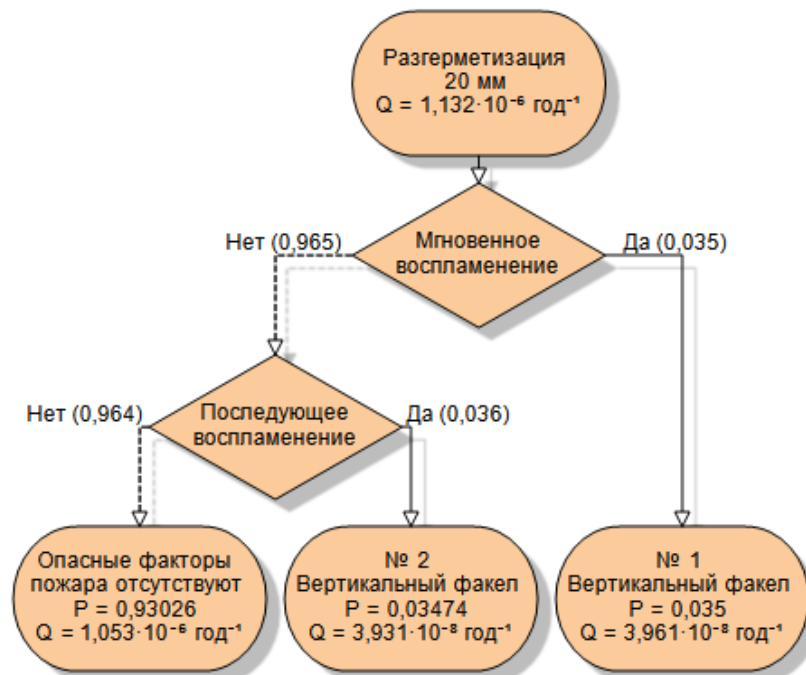 Разгерметизация
20 мм
Q = 1,132·10⁻⁶ год⁻¹
Мгновенное
воспламенение
Нет (0,965)
Да (0,035)
Последующее
воспламенение
Нет (0,964)
Да (0,036)
Опасные факторы
пожара отсутствуют
P = 0,93026
Q = 1,053·10⁻⁶ год⁻¹
№ 2
Вертикальный факел
P = 0,03474
Q = 3,931·10⁻⁸ год⁻¹
№ 1
Вертикальный факел
P = 0,035
Q = 3,961·10⁻⁸ год⁻¹